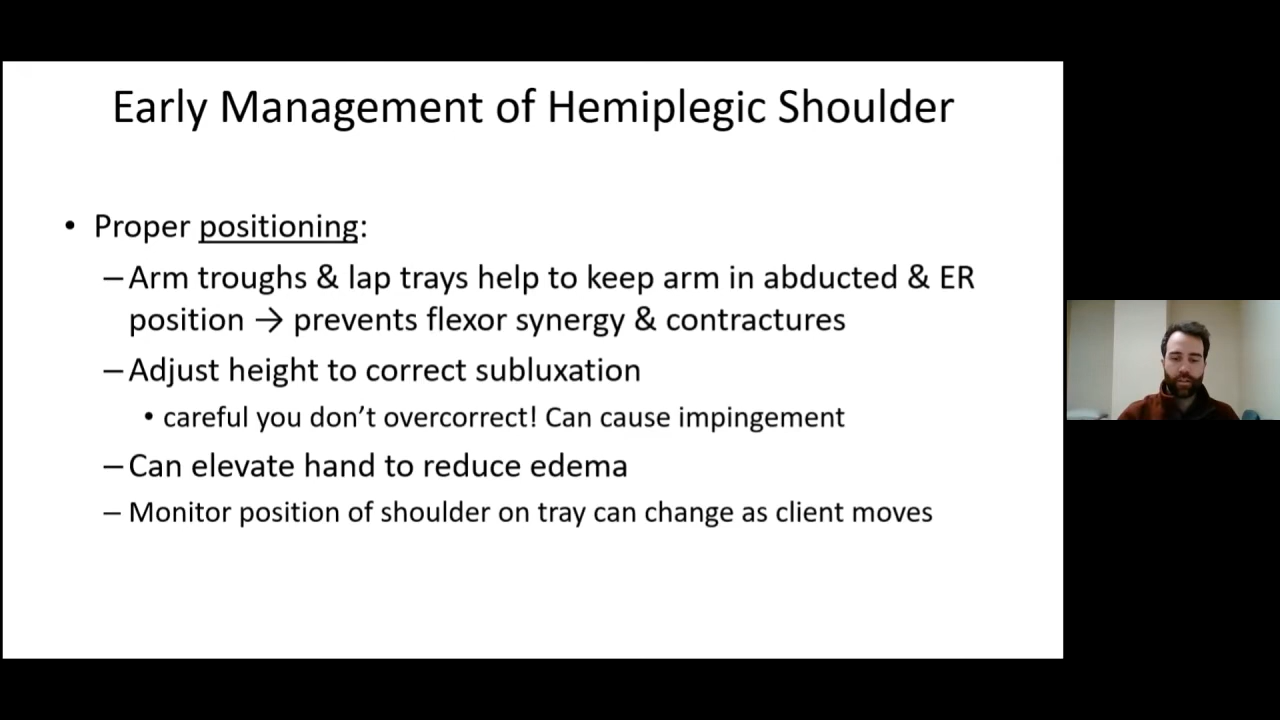 Early Management of Hemiplegic Shoulder
• Proper positioning:
– Arm troughs & lap trays help to keep arm in abducted & ER
position → prevents flexor synergy & contractures
– Adjust height to correct subluxation
• careful you don’t overcorrect! Can cause impingement
– Can elevate hand to reduce edema
– Monitor position of shoulder on tray can change as client moves